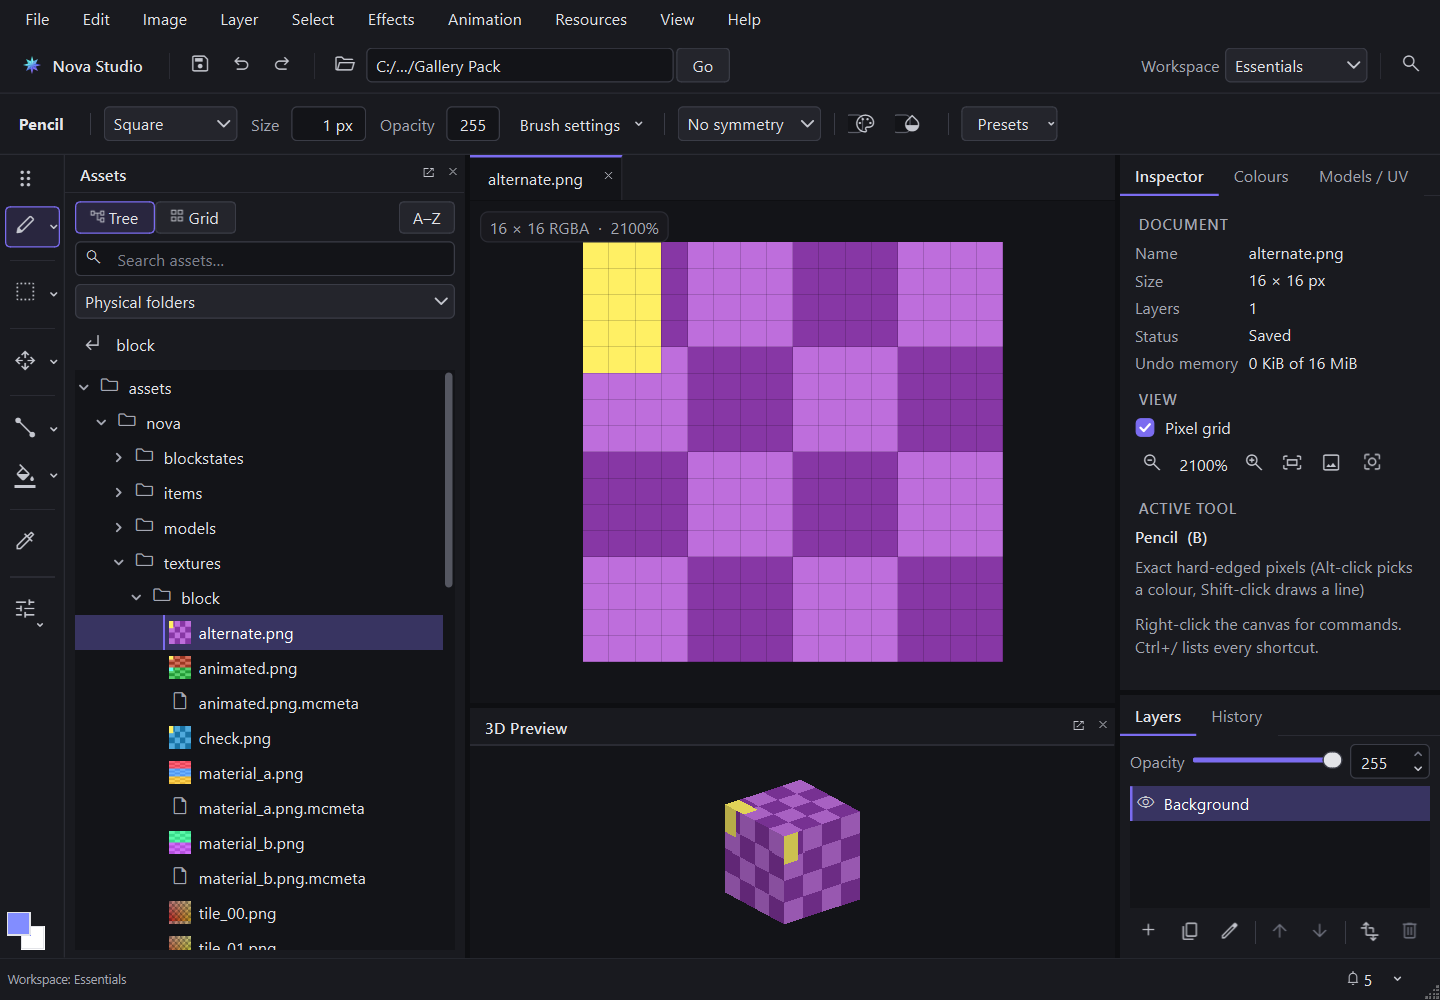 File Edit Image Layer Select Effects Animation Resources View Help
Nova Studio C:/.../Gallery Pack Go Workspace Essentials
Pencil Square Size 1 px Opacity 255 Brush settings No symmetry Presets
Assets
Tree Grid A–Z
Search assets...
Physical folders
block
assets
nova
blockstates
items
models
textures
block
alternate.png
animated.png
animated.png.mcmeta
check.png
material_a.png
material_a.png.mcmeta
material_b.png
material_b.png.mcmeta
tile_00.png
tile_01.png
alternate.png
16 × 16 RGBA · 2100%
3D Preview
Inspector Colours Models / UV
DOCUMENT
Name alternate.png
Size 16 × 16 px
Layers 1
Status Saved
Undo memory 0 KiB of 16 MiB
VIEW
Pixel grid
2100%
ACTIVE TOOL
Pencil (B)
Exact hard-edged pixels (Alt-click picks
a colour, Shift-click draws a line)
Right-click the canvas for commands.
Ctrl+/ lists every shortcut.
Layers History
Opacity 255
Background
Workspace: Essentials 5